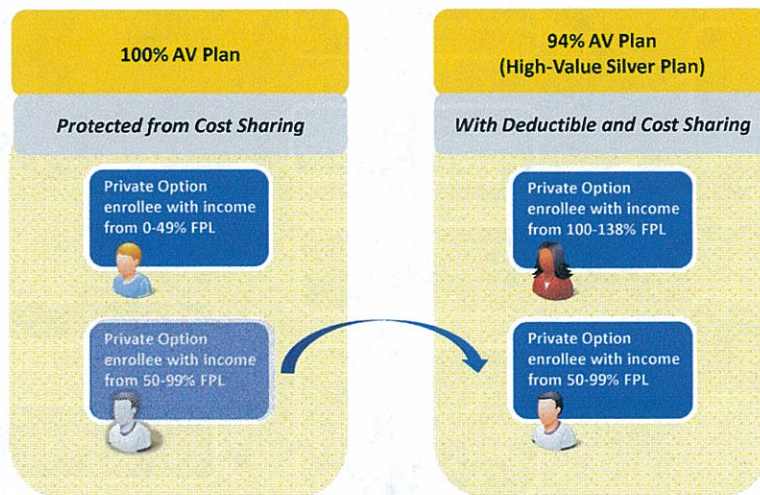 100% AV Plan
Protected from Cost Sharing
Private Option
enrollee with income
from 0-49% FPL
Private Option
enrollee with income
from 50-99% FPL
94% AV Plan
(High-Value Silver Plan)
With Deductible and Cost Sharing
Private Option
enrollee with income
from 100-138% FPL
Private Option
enrollee with income
from 50-99% FPL